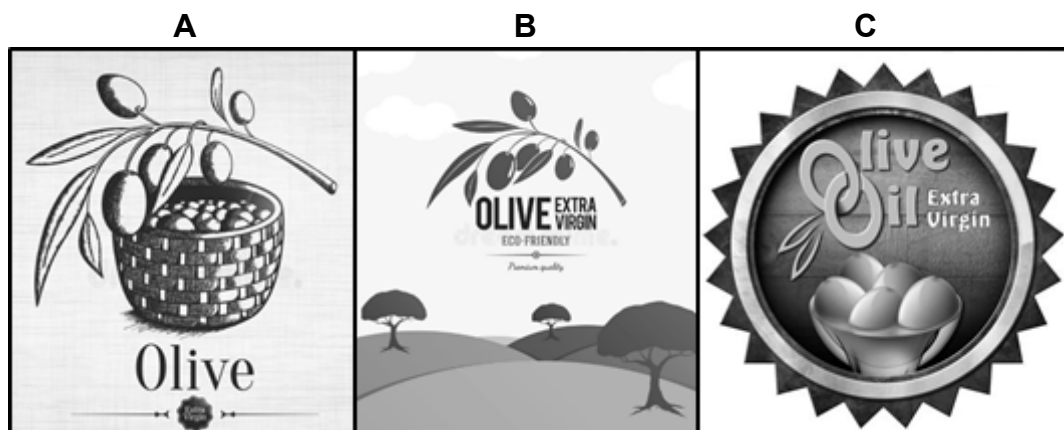 A
B
C
Olive
Extra
Virgin
OLIVE EXTRA
VIRGIN
ECO-FRIENDLY
Premium quality
Olive
Oil Extra
Virgin